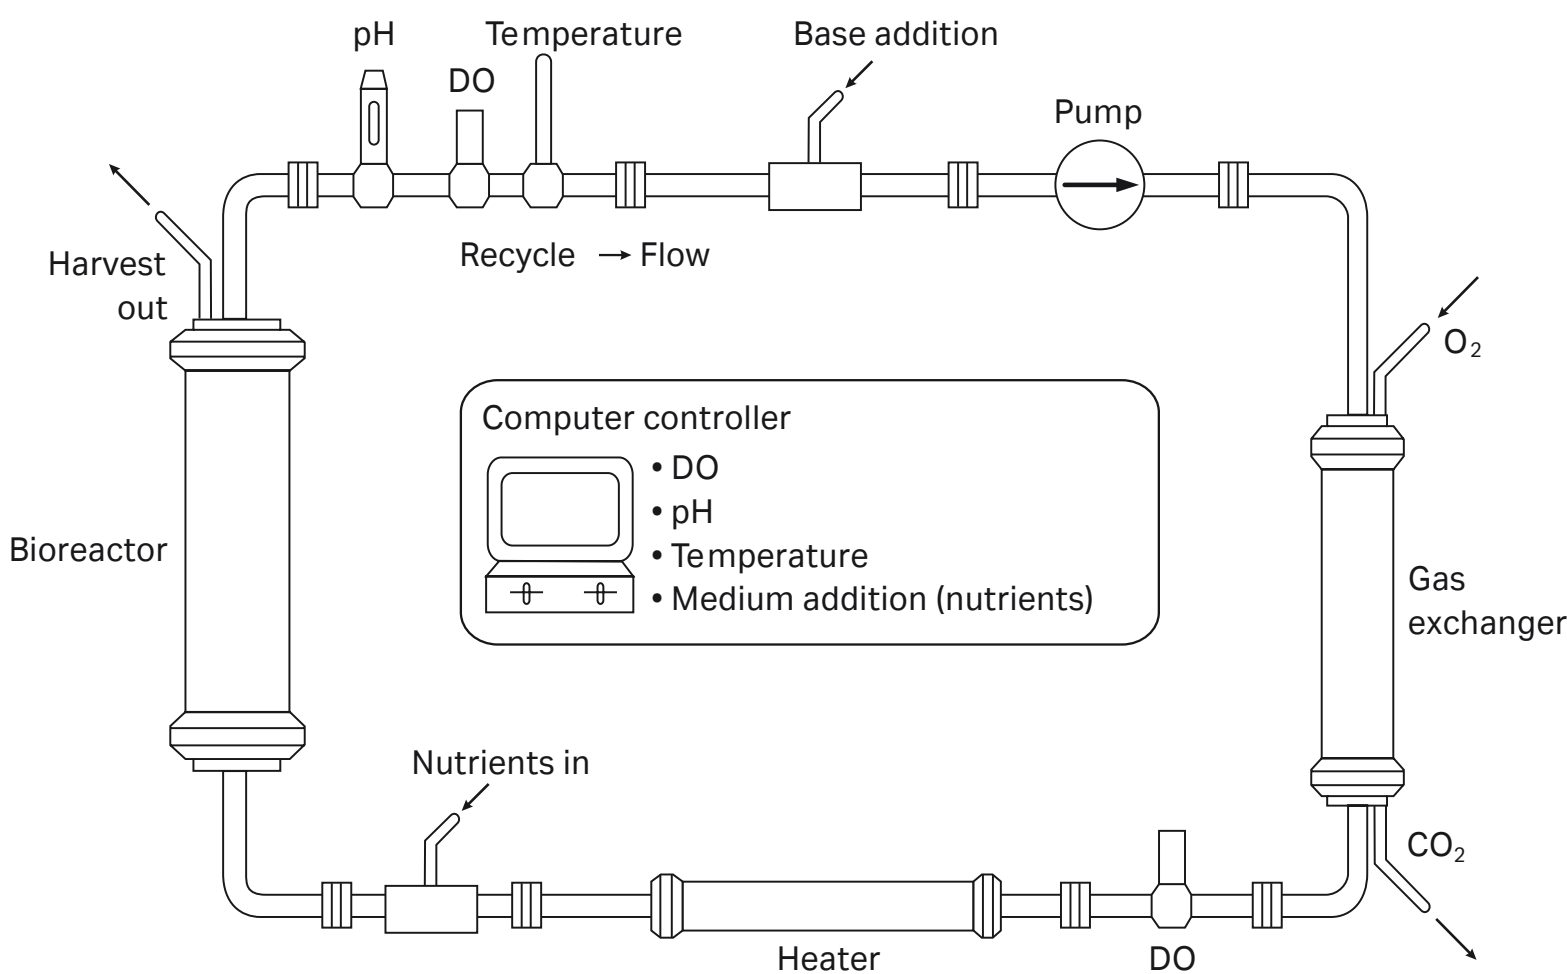 pH
Temperature
DO
Base addition
Pump
Harvest
out
Recycle → Flow
O₂
Computer controller
• DO
• pH
• Temperature
• Medium addition (nutrients)
Bioreactor
Gas
exchanger
Nutrients in
CO₂
Heater
DO